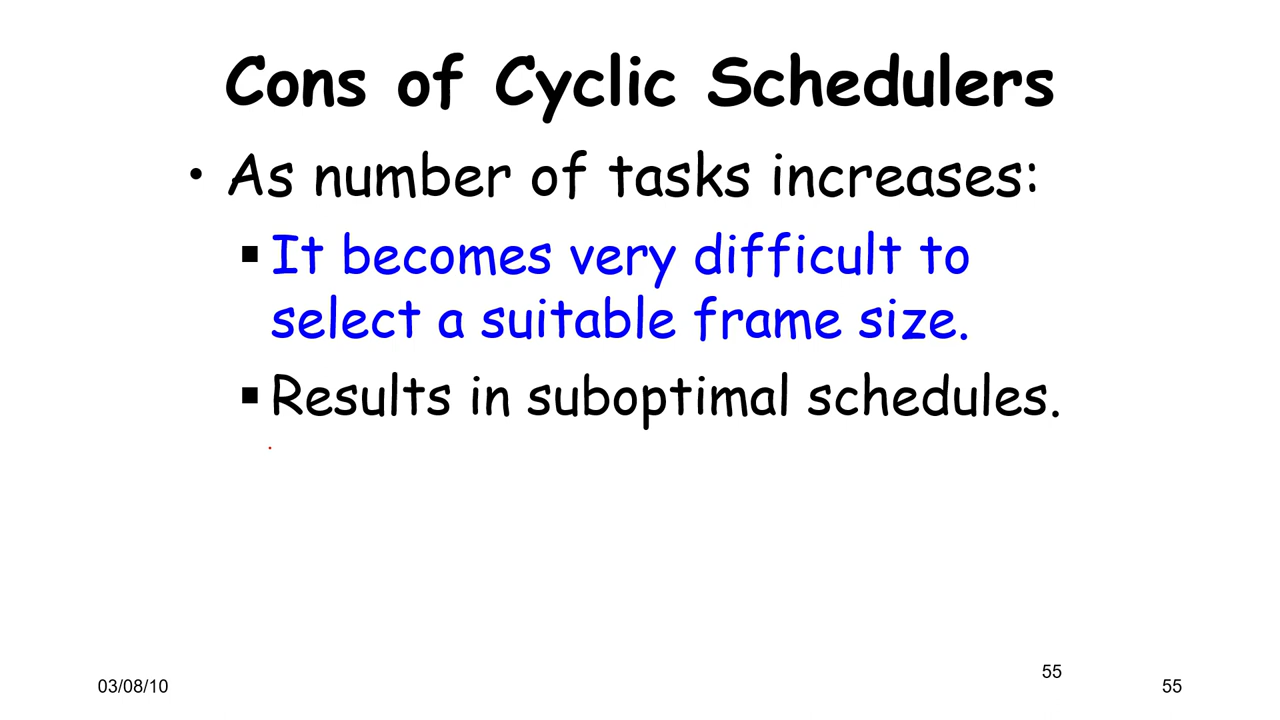 Cons of Cyclic Schedulers
• As number of tasks increases:
▪ It becomes very difficult to
select a suitable frame size.
▪ Results in suboptimal schedules.
03/08/10
55
55